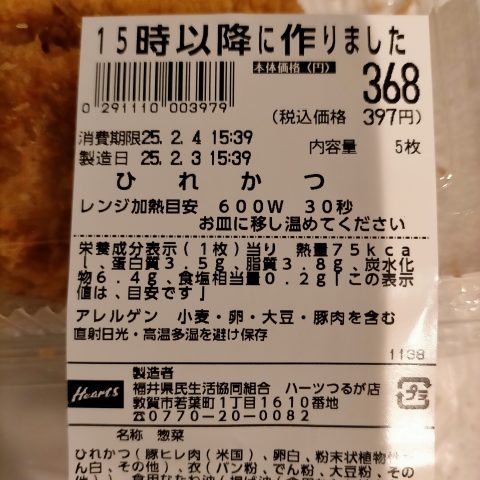 15時以降に作りました
本体価格(円) 368
0 291110 003979
(税込価格 397円)
消費期限25.2.4 15:39
製造日 25.2.3 15:39
内容量 5枚
ひれかつ
レンジ加熱目安 600W 30秒
お皿に移し温めてください
栄養成分表示(1枚)当り 熱量75kca
l、蛋白質3.5g、脂質3.8g、炭水化
物6.4g、食塩相当量0.2g「この表示
値は、目安です」
アレルゲン 小麦・卵・大豆・豚肉を含む
直射日光・高温多湿を避け保存
1138
製造者
Hearts
福井県民生活協同組合 ハーツつるが店
敦賀市若葉町1丁目1610番地
☎0770-20-0082
プラ
名称 惣菜
ひれかつ(豚ヒレ肉(米国)、卵白、粉末状植物性
ん白、その他)、衣(パン粉、でん粉、大豆粉、そ